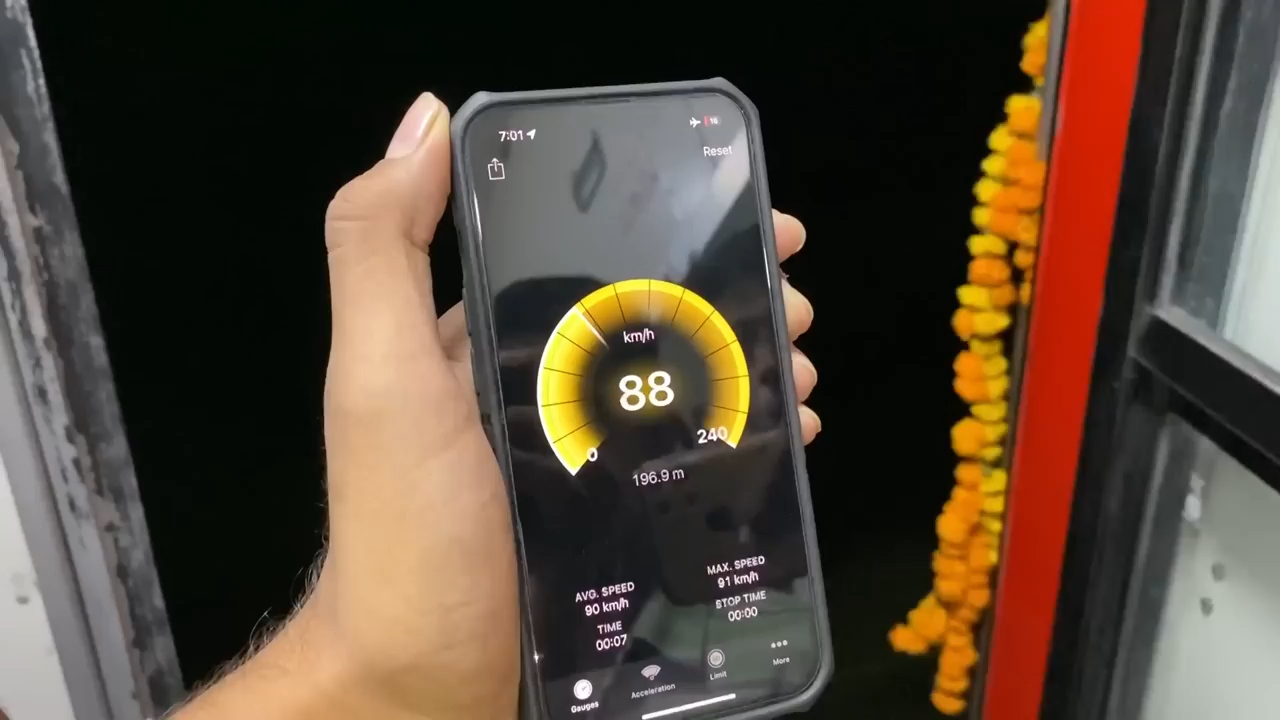 7:01
16
Reset
km/h
88
0
240
196.9 m
AVG. SPEED
90 km/h
MAX. SPEED
91 km/h
TIME
00:07
STOP TIME
00:00
Gauges
Acceleration
Limit
More